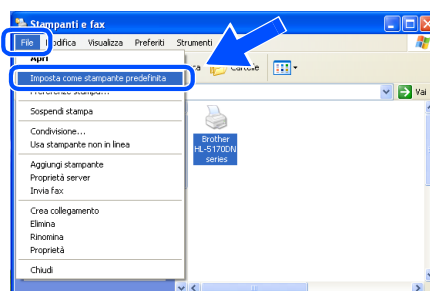 Stampanti e fax
File Modifica Visualizza Preferiti Strumenti
Apri
Cartelle
Imposta come stampante predefinita
Preferenze stampa...
Vai
Sospendi stampa
Condivisione...
Usa stampante non in linea
Brother
HL-5170DN
series
Aggiungi stampante
Proprietà server
Invia fax
Crea collegamento
Elimina
Rinomina
Proprietà
Chiudi